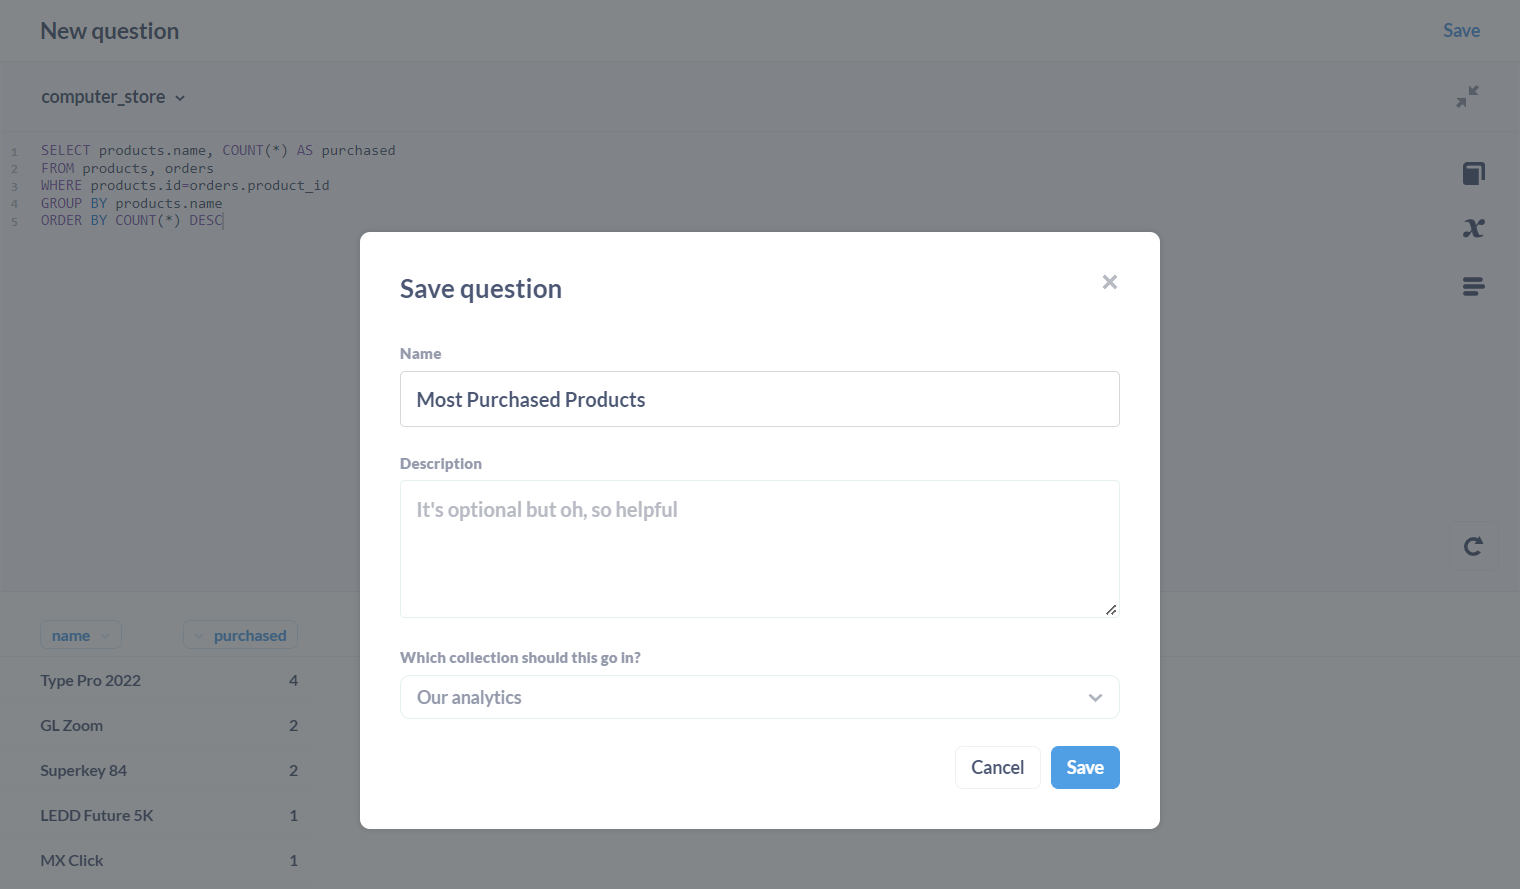 New question
Save
computer_store
1 SELECT products.name, COUNT(*) AS purchased
2 FROM products, orders
3 WHERE products.id=orders.product_id
4 GROUP BY products.name
5 ORDER BY COUNT(*) DESC
Save question
Name
Most Purchased Products
Description
It's optional but oh, so helpful
Which collection should this go in?
Our analytics
Cancel Save
name purchased
Type Pro 2022 4
GL Zoom 2
Superkey 84 2
LEDD Future 5K 1
MX Click 1